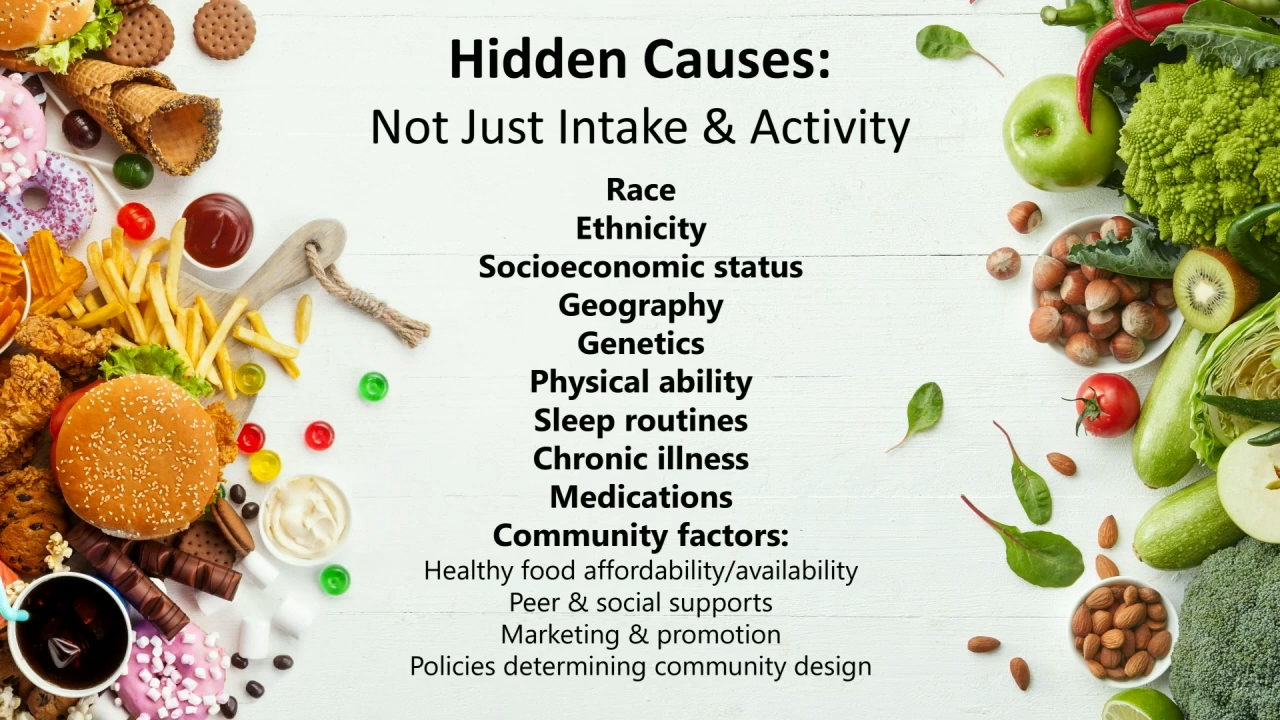 Hidden Causes:
Not Just Intake & Activity
Race
Ethnicity
Socioeconomic status
Geography
Genetics
Physical ability
Sleep routines
Chronic illness
Medications
Community factors:
Healthy food affordability/availability
Peer & social supports
Marketing & promotion
Policies determining community design